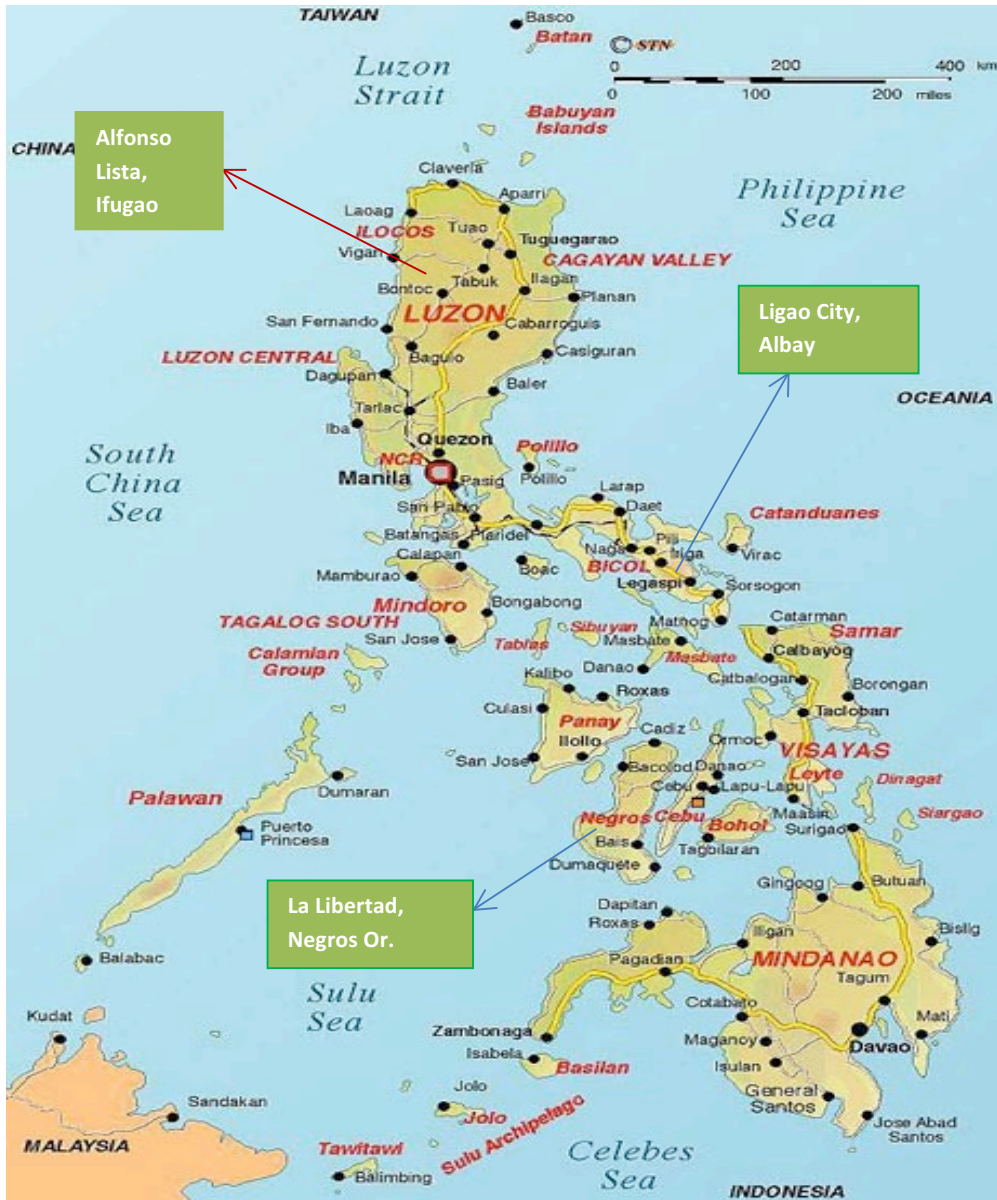 TAIWAN
Basco
Batan
© STN
0 200 400 km
0 100 200 miles
Luzon
Strait
Babuyan
Islands
CHINA
Alfonso
Lista,
Ifugao
Claveria
Aparri
Philippine
Sea
Laoag
ILOCOS
Tuao
Tuguegarao
Vigan
CAGAYAN VALLEY
Tabuk
Ilagan
Bontoc
Planan
LUZON
San Fernando
Cabarroguis
Ligao City,
Albay
LUZON CENTRAL
Baguio
Casiguran
Dagupan
Baler
OCEANIA
Tarlac
Iba
Quezon
South
China
Sea
NCR
Polillo
Manila
Pasig
Polillo
Larap
San Pablo
Daet
Catanduanes
Batangas
Plaridel
Calapan
Naga
Pili
Iriga
Virac
Boac
BICOL
Mamburao
Legaspi
Sorsogon
Mindoro
Bongabong
TAGALOG SOUTH
Sibuyan
Matnog
Catarman
San Jose
Tablas
Masbate
Samar
Calamian
Group
Masbate
Calbayog
Danao
Kalibo
Roxas
Catbalogan
Borongan
Culasi
Panay
Tacloban
Iloilo
Cadiz
Ormoc
VISAYAS
San Jose
Bacolod
Danao
Leyte
Dinagat
Dumaran
Cebu
Lapu-Lapu
Palawan
Maasin
Siargao
Negros
Cebu
Bohol
Surigao
Puerto
Princesa
Bais
Tagbilaran
Dumaquete
La Libertad,
Negros Or.
Gingoog
Butuan
Dapitan
Roxas
Iligan
Bislig
Balabac
Pagadian
MINDANAO
Tagum
Sulu
Sea
Cotabato
Kudat
Zambonaga
Maganoy
Mati
Davao
Isabela
Basilan
Isulan
Jolo
General
Santos
Sandakan
Jolo
Jose Abad
Santos
MALAYSIA
Sulu Archipelago
Tawitawi
Celebes
Sea
Balimbing
INDONESIA